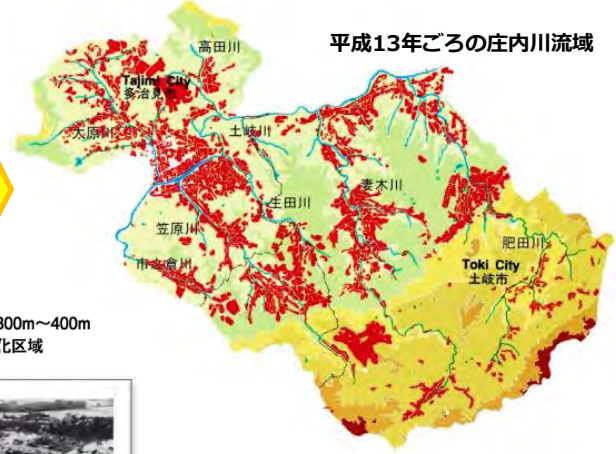 平成13年ごろの庄内川流域
高田川
Tajimi City
多治見市
大原川
土岐川
妻木川
生田川
笠原川
肥田川
市之倉川
Toki City
土岐市
300m～400m
化区域